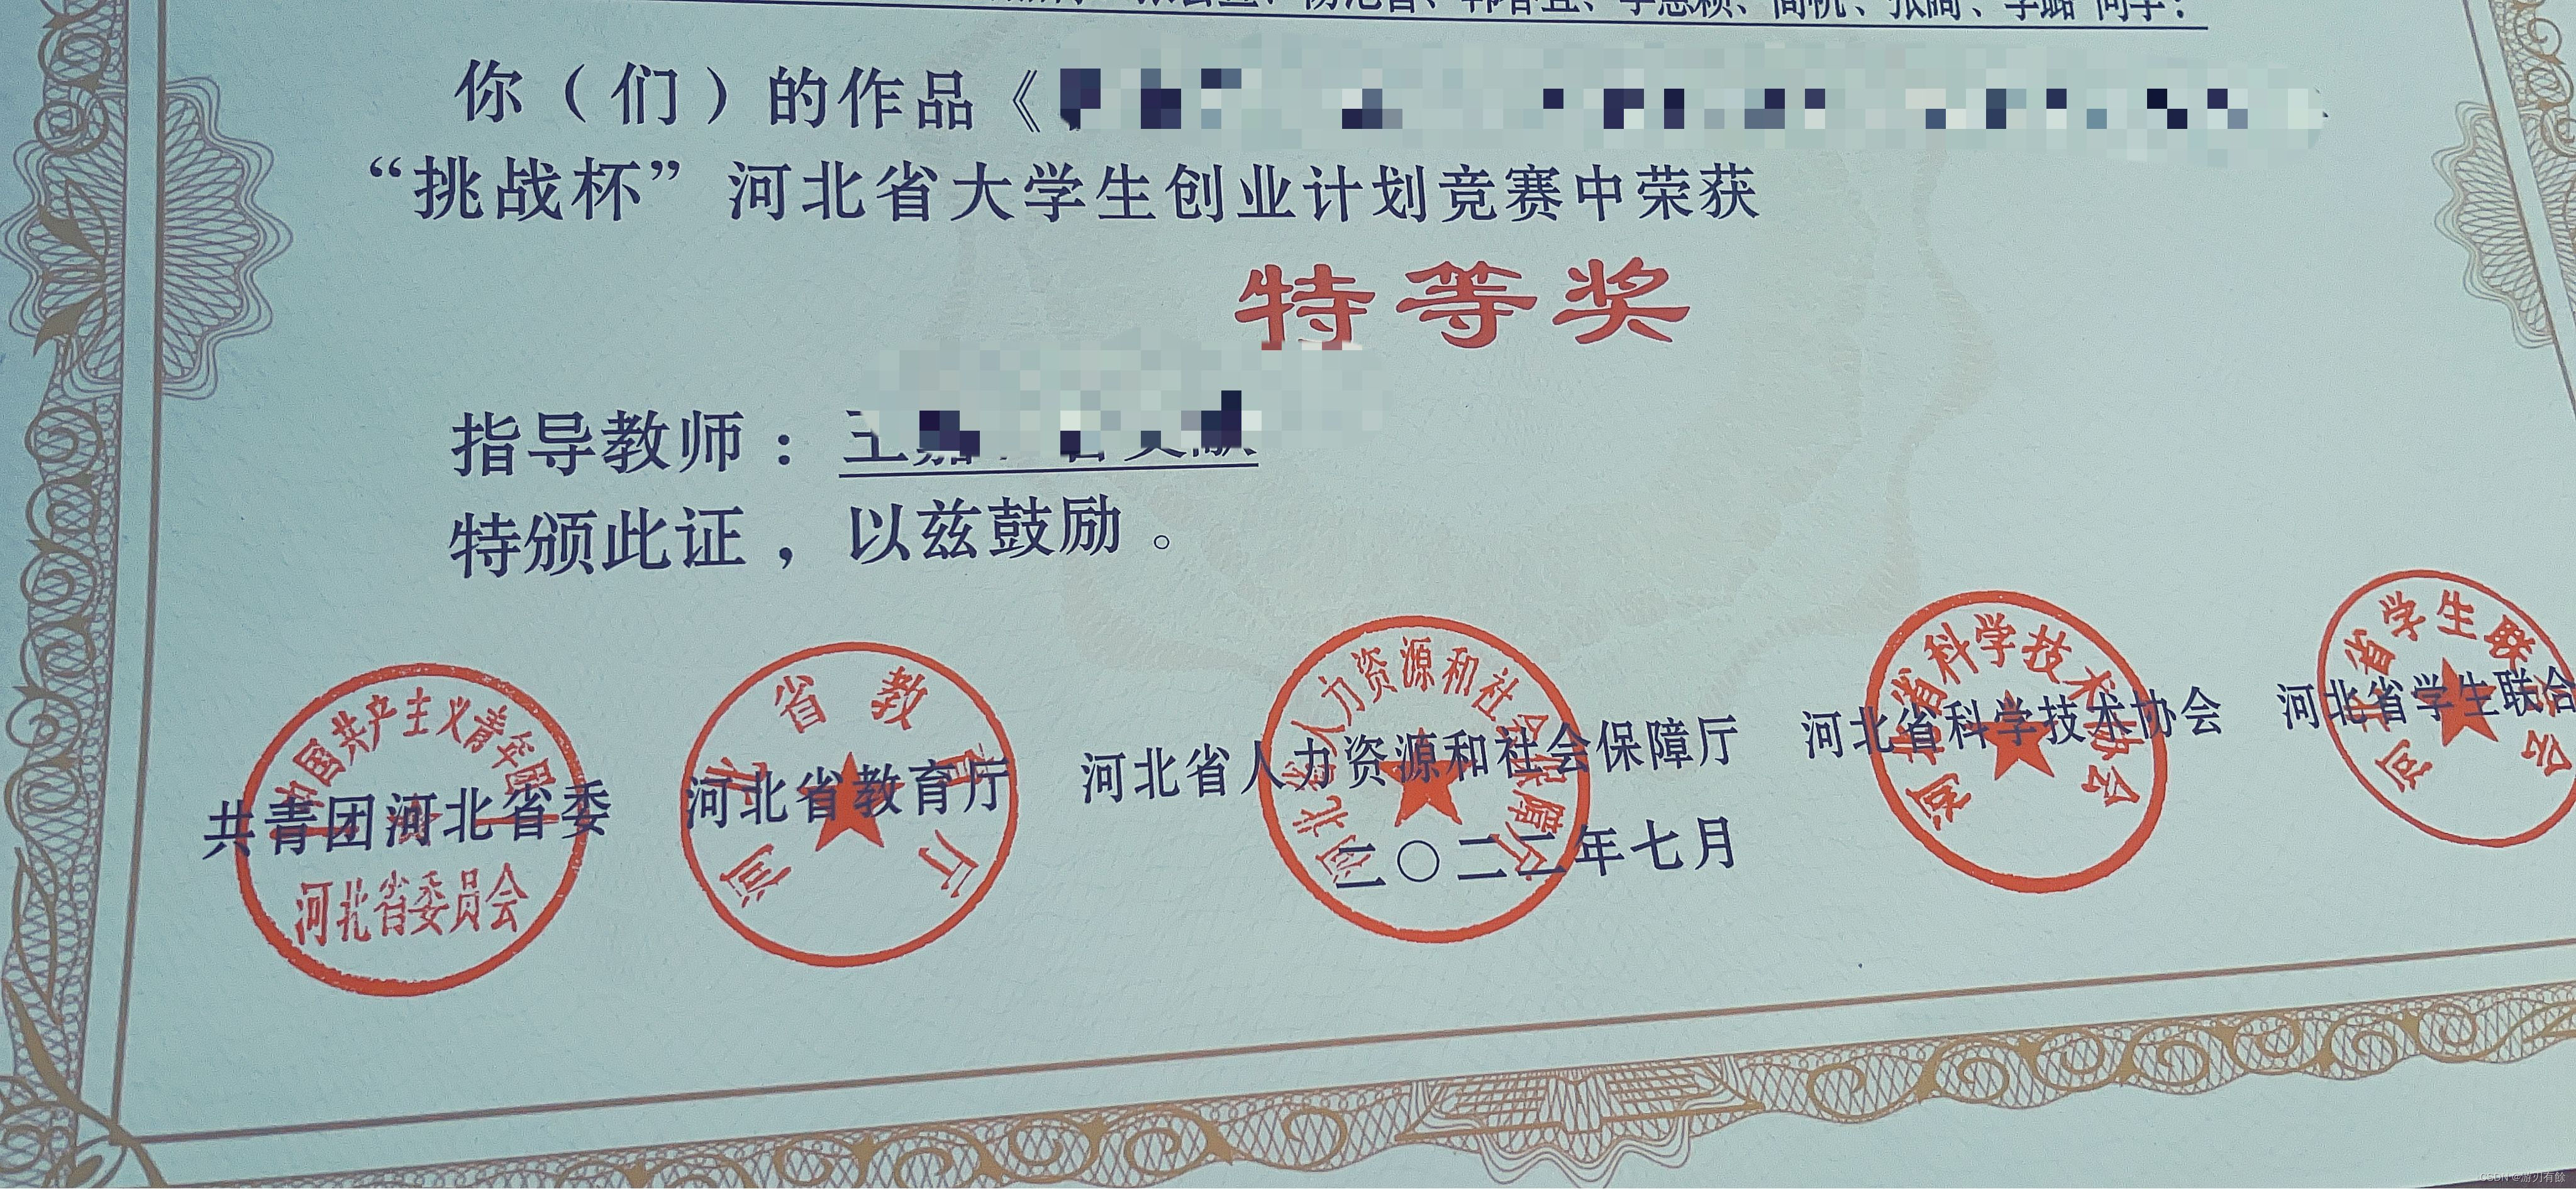 同学:
你（们）的作品《
“挑战杯”河北省大学生创业计划竞赛中荣获
特等奖
指导教师：
特颁此证，以兹鼓励。
中国共产主义青年团
河北省委员会
共青团河北省委
河北省教育厅
河北省教育厅
河北省人力资源和社会保障厅
河北省人力资源和社会保障厅
河北省科学技术协会
河北省科学技术协会
河北省学生联合会
河北省学生联合
二〇二二年七月
CSDN @游刃有餘